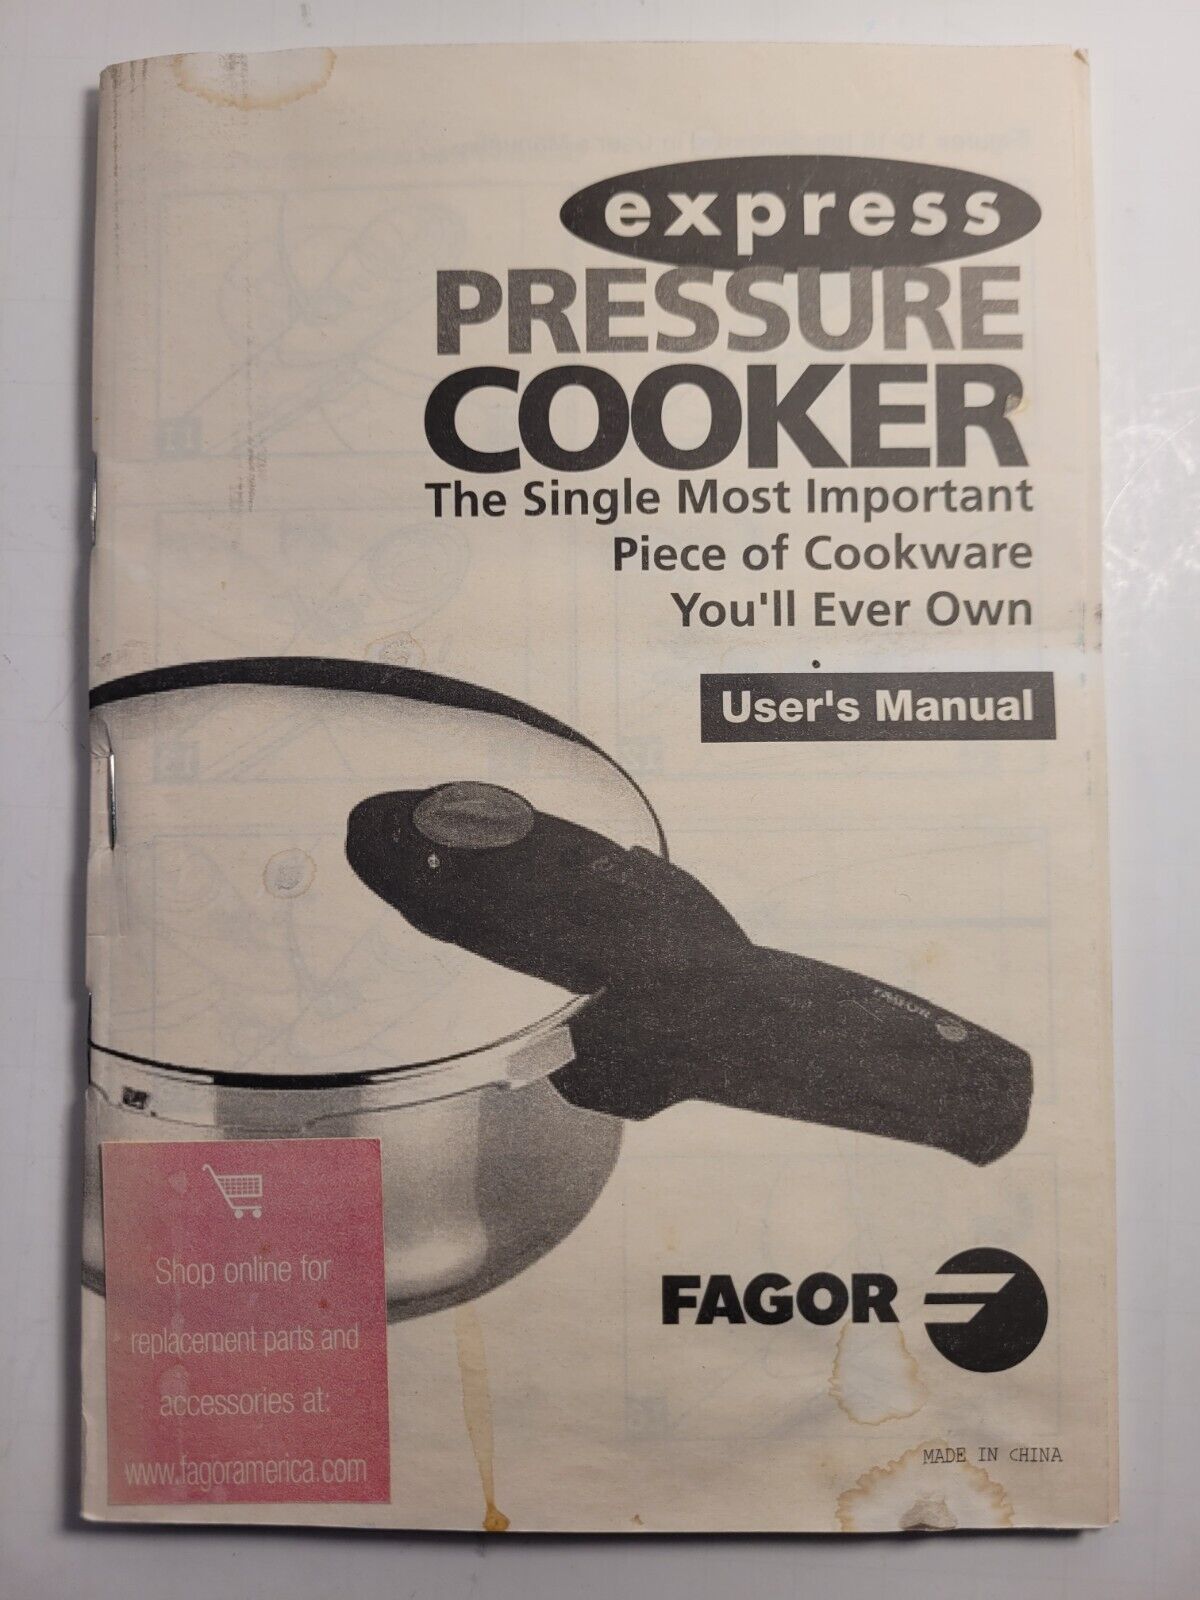 express
PRESSURE
COOKER
The Single Most Important
Piece of Cookware
You'll Ever Own
User's Manual
FAGOR
FAGOR
MADE IN CHINA
Shop online for
replacement parts and
accessories at:
www.fagoramerica.com